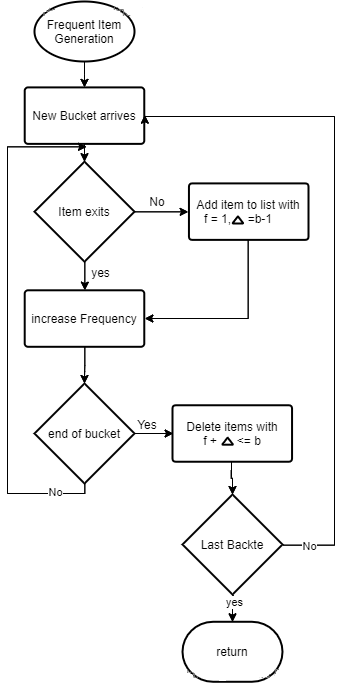 Frequent Item
Generation
New Bucket arrives
Item exits
No
Add item to list with
f = 1, △ =b-1
yes
increase Frequency
end of bucket
Yes
Delete items with
f + △ <= b
No
Last Backte
No
yes
return